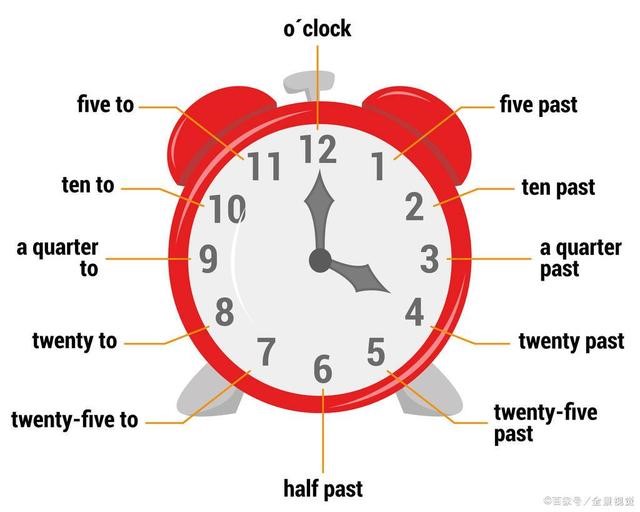 o´clock
five to
five past
12
11
1
ten to
ten past
10
2
a quarter
to
9
3
a quarter
past
8
4
twenty to
twenty past
7
5
6
twenty-five to
twenty-five
past
half past
©百家号／全景视觉